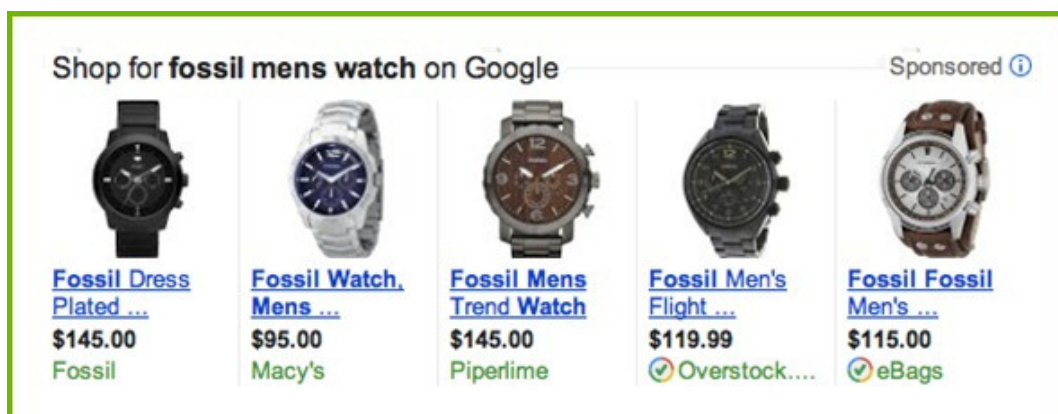 Shop for fossil mens watch on Google
Sponsored
Fossil Dress
Plated ...
$145.00
Fossil
Fossil Watch,
Mens ...
$95.00
Macy's
Fossil Mens
Trend Watch
$145.00
Piperlime
Fossil Men's
Flight ...
$119.99
Overstock....
Fossil Fossil
Men's ...
$115.00
eBags